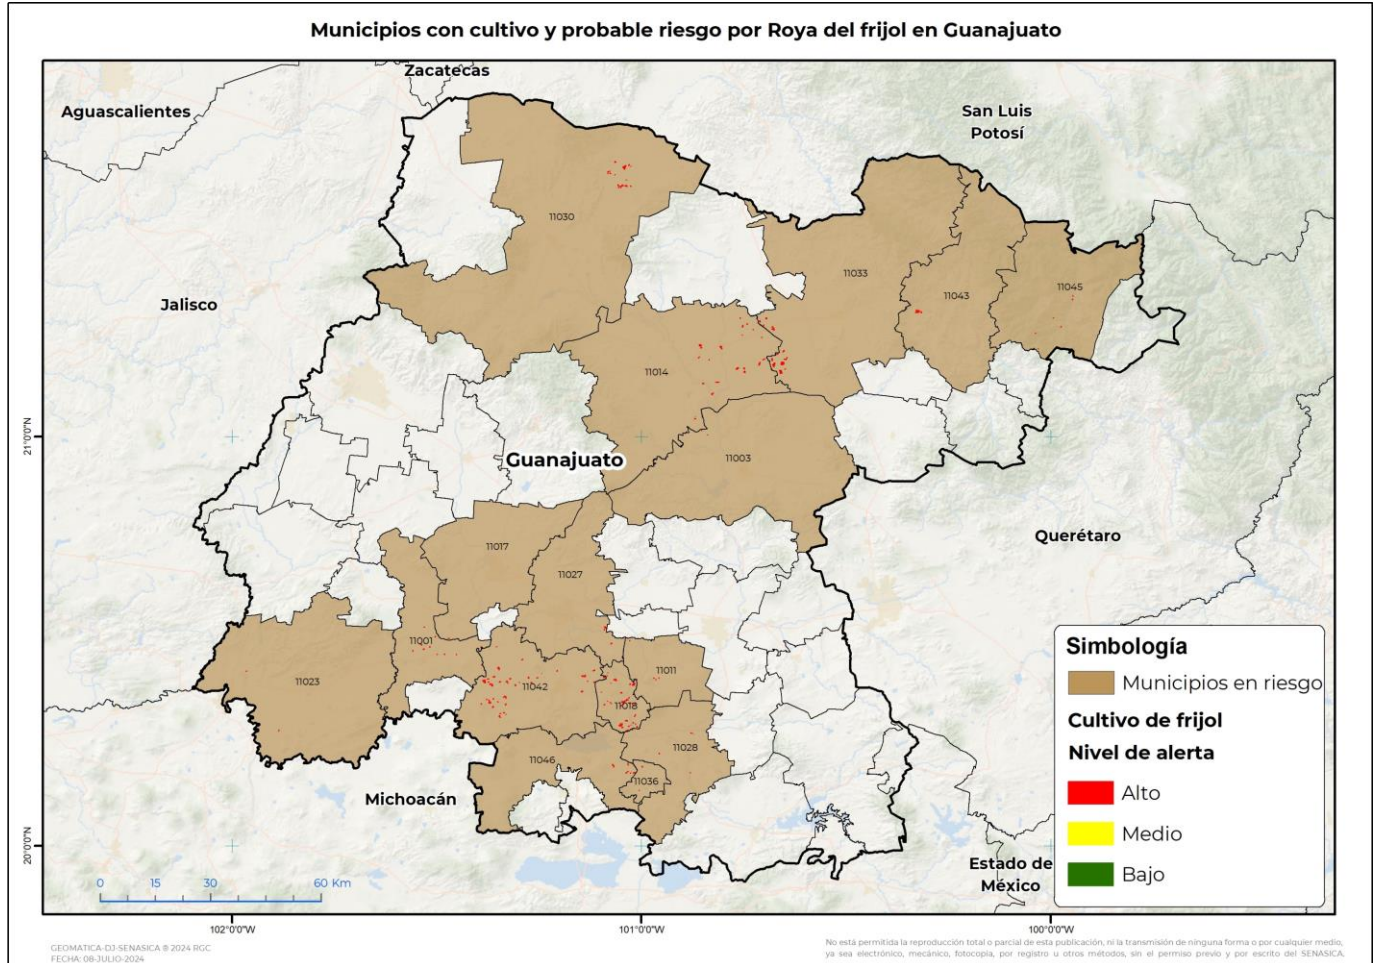 Municipios con cultivo y probable riesgo por Roya del frijol en Guanajuato
Zacatecas
Aguascalientes
San Luis
Potosí
11030
11033
11045
11043
Jalisco
11014
21°0'0"N
Guanajuato
11003
Querétaro
11017
11027
11001
11011
11023
11042
11018
11028
11046
11036
Michoacán
20°0'0"N
Estado de
México
Simbología
Municipios en riesgo
Cultivo de frijol
Nivel de alerta
Alto
Medio
Bajo
0 15 30 60 Km
102°0'0"W 101°0'0"W 100°0'0"W
GEOMATICA-DJ-SENASICA ® 2024 RGC
FECHA: 08-JULIO-2024
No está permitida la reproducción total o parcial de esta publicación, ni la transmisión de ninguna forma o por cualquier medio,
ya sea electrónico, mecánico, fotocopia, por registro u otros métodos, sin el permiso previo y por escrito del SENASICA.